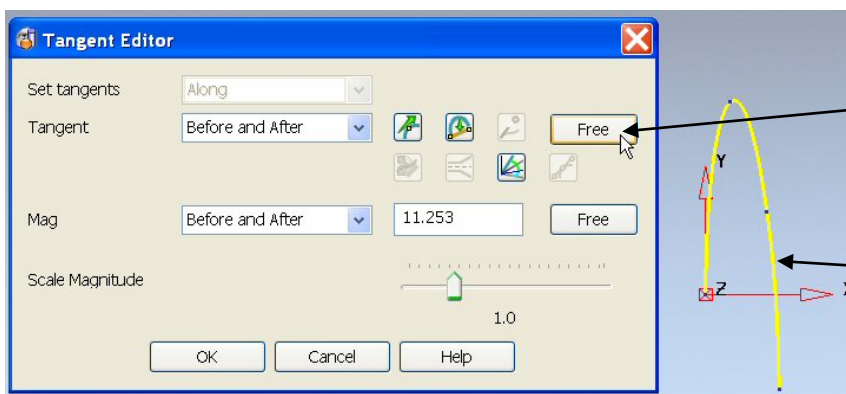 Tangent Editor
Set tangents Along
Tangent Before and After Free
Y
Mag Before and After 11.253 Free
Z X
Scale Magnitude
1.0
OK Cancel Help